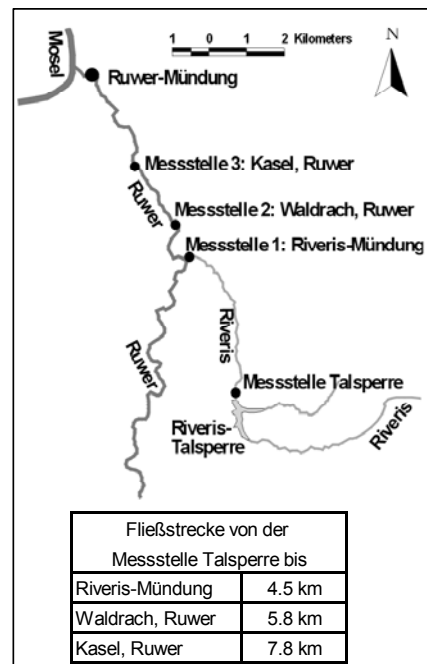 1 0 1 2 Kilometers
N
Mosel
Ruwer-Mündung
Messstelle 3: Kasel, Ruwer
Ruwer
Messstelle 2: Waldrach, Ruwer
Messstelle 1: Riveris-Mündung
Riveris
Ruwer
Messstelle Talsperre
Riveris-
Talsperre
Riveris
Fließstrecke von der
Messstelle Talsperre bis
Riveris-Mündung 4.5 km
Waldrach, Ruwer 5.8 km
Kasel, Ruwer 7.8 km